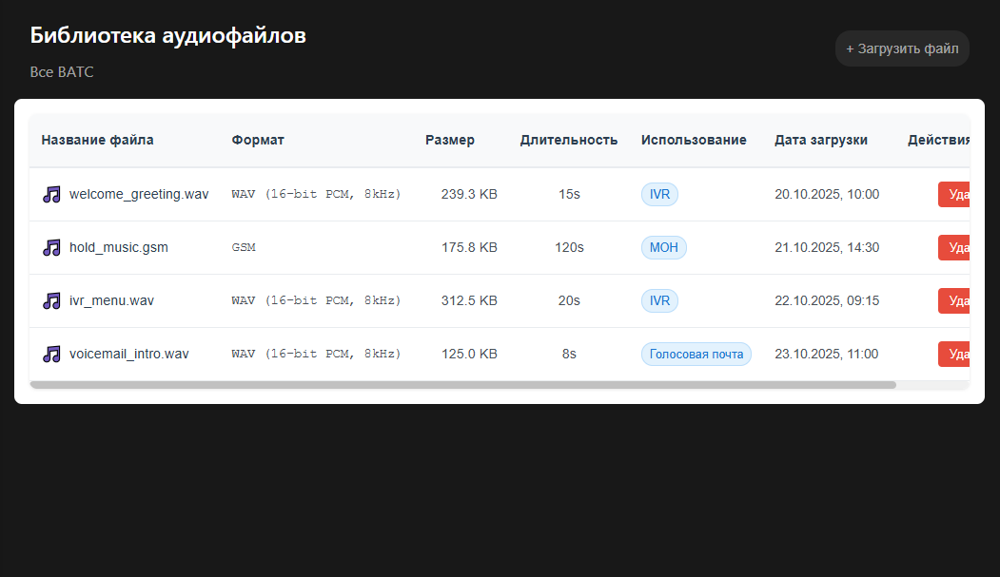 Библиотека аудиофайлов
Все ВАТС
+ Загрузить файл
Название файла Формат Размер Длительность Использование Дата загрузки Действия
welcome_greeting.wav WAV (16-bit PCM, 8kHz) 239.3 KB 15s IVR 20.10.2025, 10:00 Уда
hold_music.gsm GSM 175.8 KB 120s MOH 21.10.2025, 14:30 Уда
ivr_menu.wav WAV (16-bit PCM, 8kHz) 312.5 KB 20s IVR 22.10.2025, 09:15 Уда
voicemail_intro.wav WAV (16-bit PCM, 8kHz) 125.0 KB 8s Голосовая почта 23.10.2025, 11:00 Уда